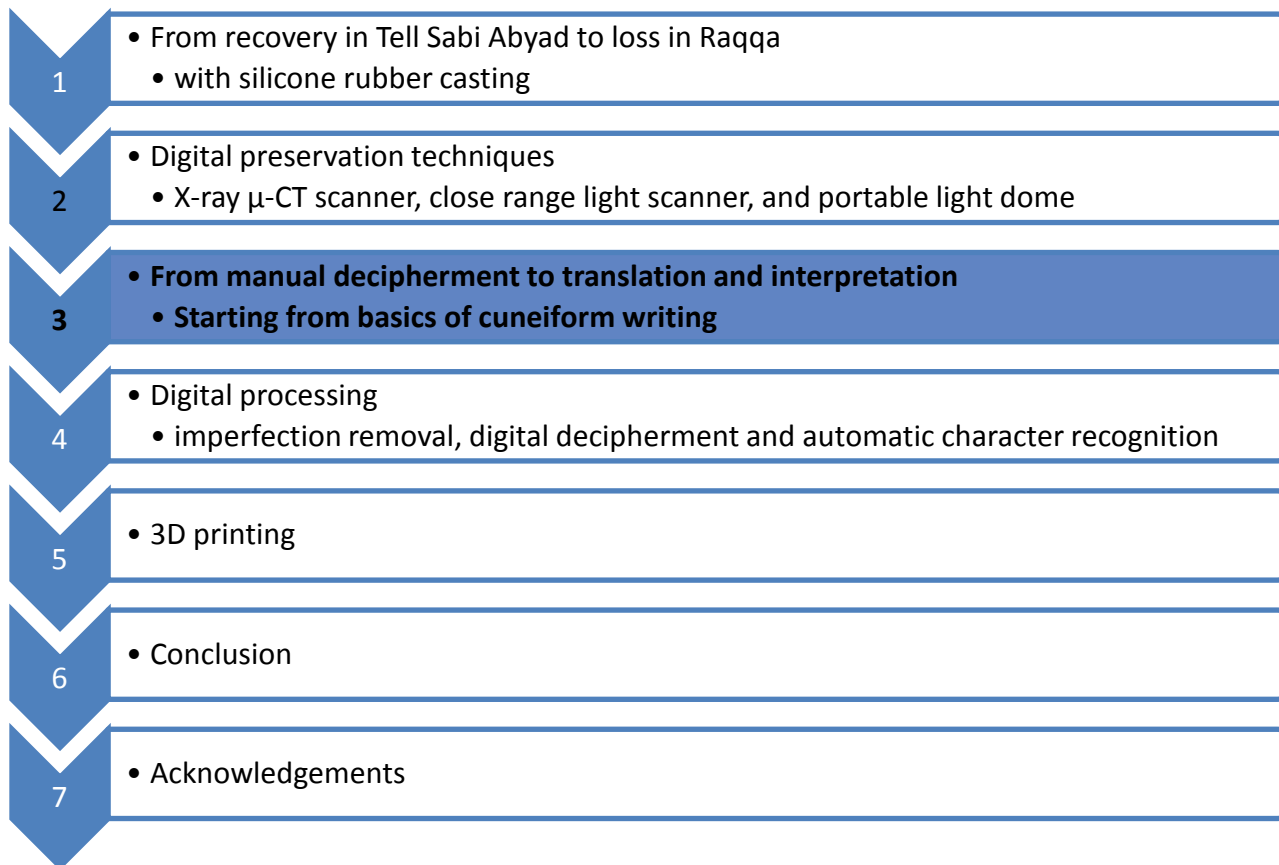 1
• From recovery in Tell Sabi Abyad to loss in Raqqa
• with silicone rubber casting
2
• Digital preservation techniques
• X-ray μ-CT scanner, close range light scanner, and portable light dome
3
• From manual decipherment to translation and interpretation
• Starting from basics of cuneiform writing
4
• Digital processing
• imperfection removal, digital decipherment and automatic character recognition
5
• 3D printing
6
• Conclusion
7
• Acknowledgements